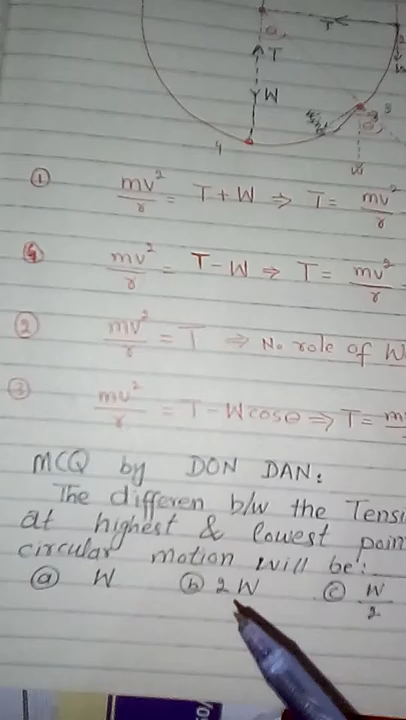 T
T
W
3
4
W
① mv²/r = T + W ⇒ T = mv²/r
④ mv²/r = T - W ⇒ T = mv²/r -
② mv²/r = T ⇒ No role of W
③ mv²/r = T - Wcosθ ⇒ T = m
MCQ by DON DAN:
The differen b/w the Tensi
at highest & lowest poin
circular motion will be:
ⓐ W ⓑ 2W ⓒ W/2